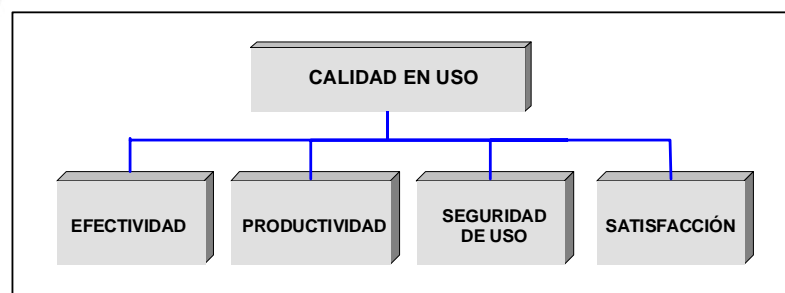 CALIDAD EN USO
EFECTIVIDAD
PRODUCTIVIDAD
SEGURIDAD
DE USO
SATISFACCIÓN